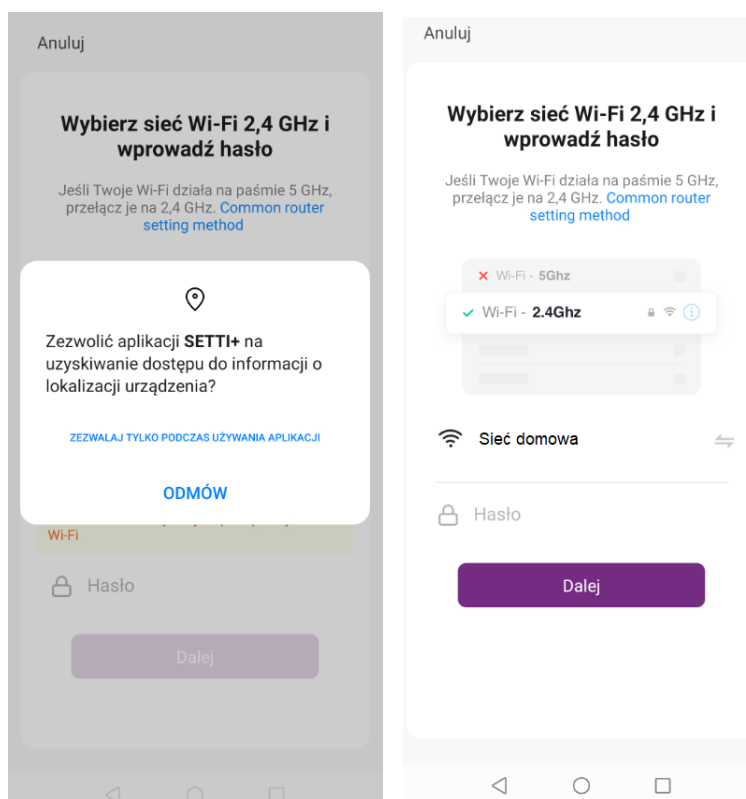 Anuluj
Wybierz sieć Wi-Fi 2,4 GHz i
wprowadź hasło
Jeśli Twoje Wi-Fi działa na paśmie 5 GHz,
przełącz je na 2,4 GHz. Common router
setting method
Zezwolić aplikacji SETTI+ na
uzyskiwanie dostępu do informacji o
lokalizacji urządzenia?
ZEZWALAJ TYLKO PODCZAS UŻYWANIA APLIKACJI
ODMÓW
Wi-Fi
Hasło
Dalej
Anuluj
Wybierz sieć Wi-Fi 2,4 GHz i
wprowadź hasło
Jeśli Twoje Wi-Fi działa na paśmie 5 GHz,
przełącz je na 2,4 GHz. Common router
setting method
Wi-Fi - 5Ghz
Wi-Fi - 2.4Ghz
Sieć domowa
Hasło
Dalej